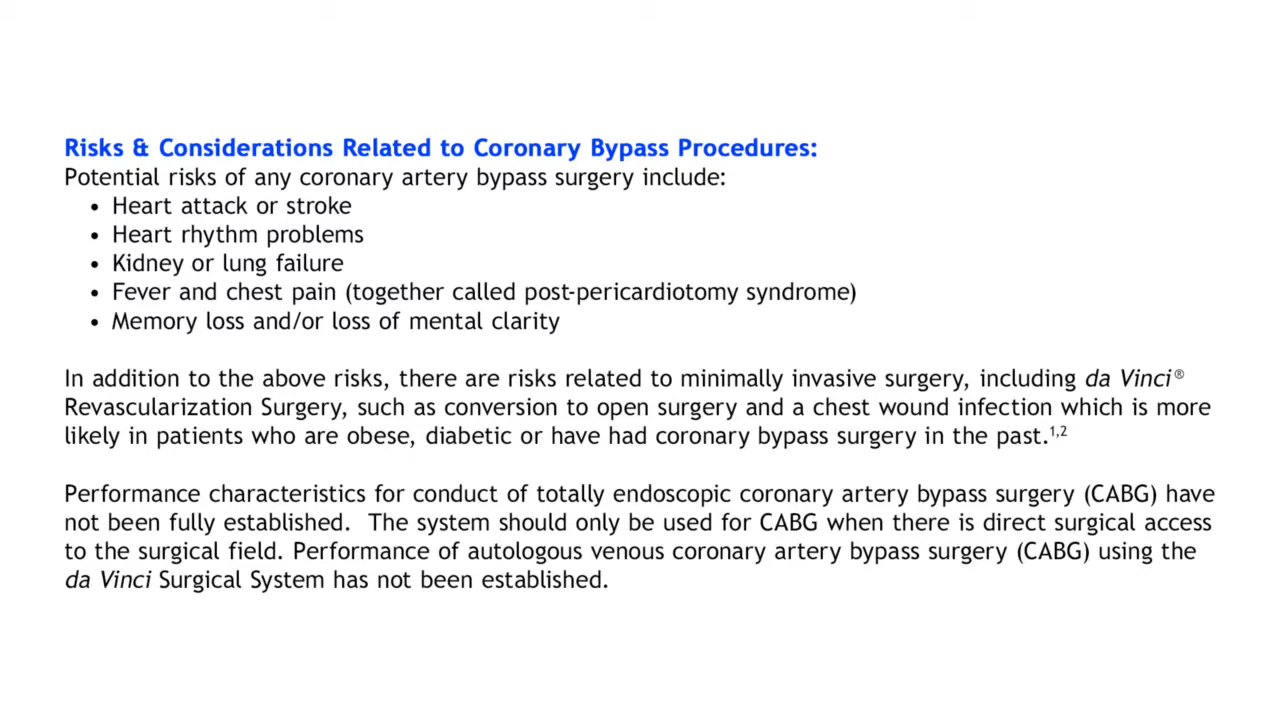 Risks & Considerations Related to Coronary Bypass Procedures:
Potential risks of any coronary artery bypass surgery include:
• Heart attack or stroke
• Heart rhythm problems
• Kidney or lung failure
• Fever and chest pain (together called post-pericardiotomy syndrome)
• Memory loss and/or loss of mental clarity
In addition to the above risks, there are risks related to minimally invasive surgery, including da Vinci®
Revascularization Surgery, such as conversion to open surgery and a chest wound infection which is more
likely in patients who are obese, diabetic or have had coronary bypass surgery in the past.1,2
Performance characteristics for conduct of totally endoscopic coronary artery bypass surgery (CABG) have
not been fully established.  The system should only be used for CABG when there is direct surgical access
to the surgical field. Performance of autologous venous coronary artery bypass surgery (CABG) using the
da Vinci Surgical System has not been established.